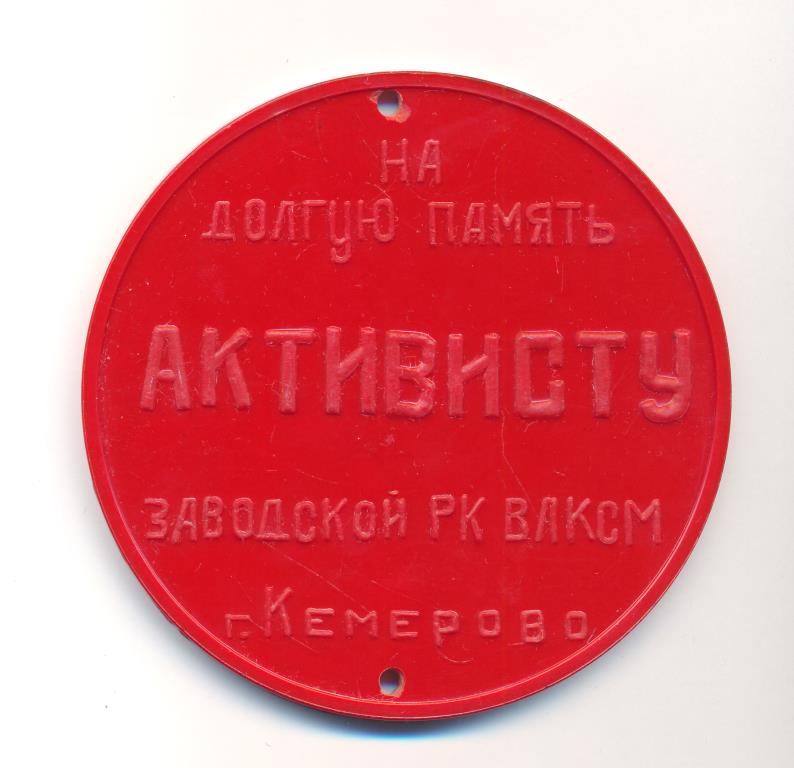 НА
ДОЛГУЮ ПАМЯТЬ
АКТИВИСТУ
ЗАВОДСКОЙ РК ВЛКСМ
г. КЕМЕРОВО